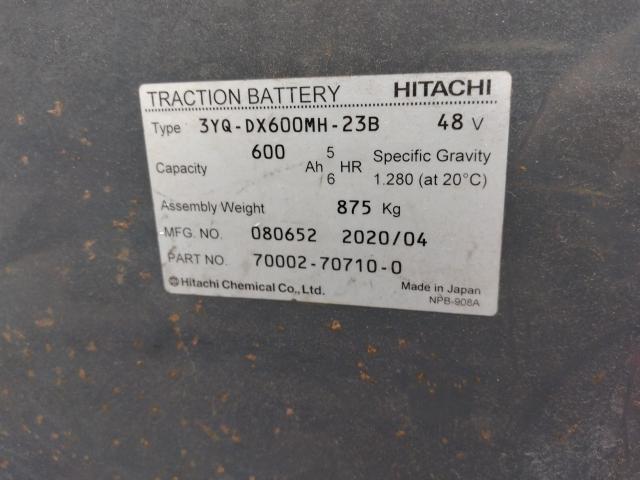 TRACTION BATTERY HITACHI
Type 3YQ-DX600MH-23B 48 V
Capacity 600 Ah 5 6 HR Specific Gravity
1.280 (at 20°C)
Assembly Weight 875 Kg
MFG. NO. 080652 2020/04
PART NO. 70002-70710-0
Hitachi Chemical Co., Ltd. Made in Japan
NPB-908A